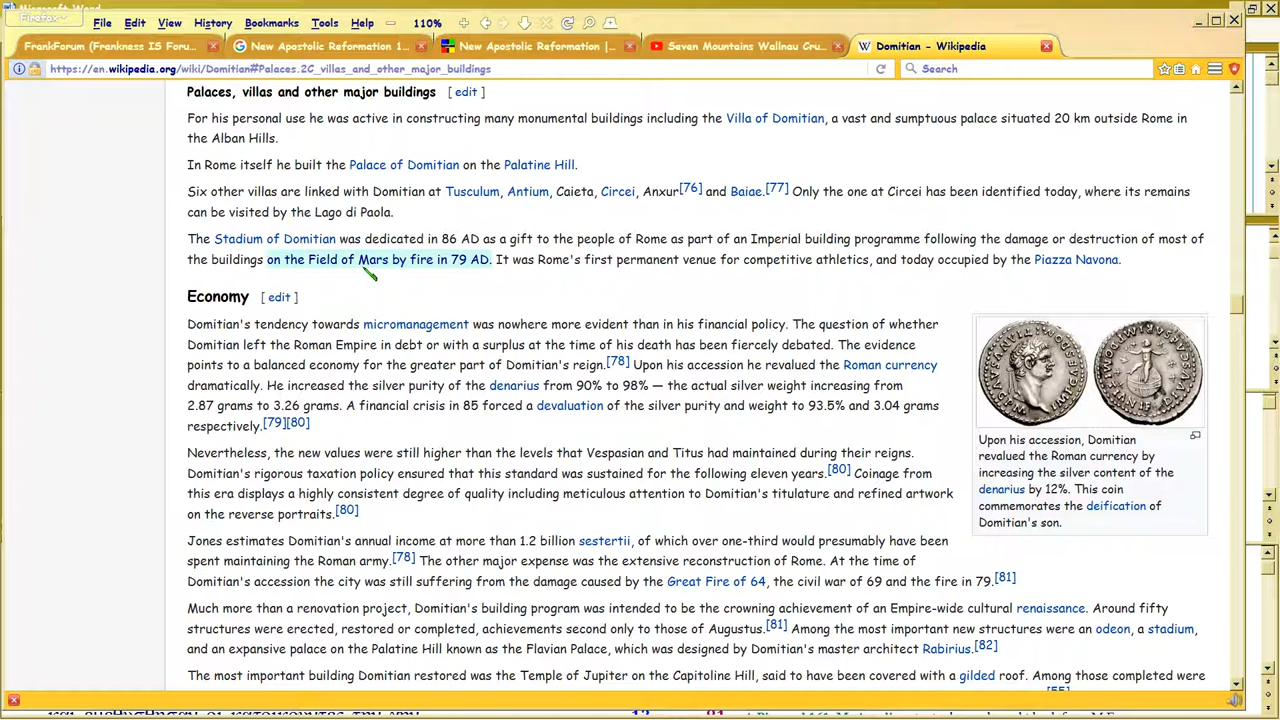 Microsoft Word
Firefox
File Edit View History Bookmarks Tools Help 110%
FrankForum (Frankness IS Foru...
New Apostolic Reformation 1...
New Apostolic Reformation |...
Seven Mountains Wallnau Cru...
Domitian - Wikipedia
https://en.wikipedia.org/wiki/Domitian#Palaces.2C_villas_and_other_major_buildings
Search
Palaces, villas and other major buildings [ edit ]
For his personal use he was active in constructing many monumental buildings including the Villa of Domitian, a vast and sumptuous palace situated 20 km outside Rome in
the Alban Hills.
In Rome itself he built the Palace of Domitian on the Palatine Hill.
Six other villas are linked with Domitian at Tusculum, Antium, Caieta, Circei, Anxur[76] and Baiae.[77] Only the one at Circei has been identified today, where its remains
can be visited by the Lago di Paola.
The Stadium of Domitian was dedicated in 86 AD as a gift to the people of Rome as part of an Imperial building programme following the damage or destruction of most of
the buildings on the Field of Mars by fire in 79 AD. It was Rome's first permanent venue for competitive athletics, and today occupied by the Piazza Navona.
Economy [ edit ]
Domitian's tendency towards micromanagement was nowhere more evident than in his financial policy. The question of whether
Domitian left the Roman Empire in debt or with a surplus at the time of his death has been fiercely debated. The evidence
points to a balanced economy for the greater part of Domitian's reign.[78] Upon his accession he revalued the Roman currency
dramatically. He increased the silver purity of the denarius from 90% to 98% — the actual silver weight increasing from
2.87 grams to 3.26 grams. A financial crisis in 85 forced a devaluation of the silver purity and weight to 93.5% and 3.04 grams
respectively.[79][80]
Nevertheless, the new values were still higher than the levels that Vespasian and Titus had maintained during their reigns.
Domitian's rigorous taxation policy ensured that this standard was sustained for the following eleven years.[80] Coinage from
this era displays a highly consistent degree of quality including meticulous attention to Domitian's titulature and refined artwork
on the reverse portraits.[80]
Upon his accession, Domitian
revalued the Roman currency by
increasing the silver content of the
denarius by 12%. This coin
commemorates the deification of
Domitian's son.
Jones estimates Domitian's annual income at more than 1.2 billion sestertii, of which over one-third would presumably have been
spent maintaining the Roman army.[78] The other major expense was the extensive reconstruction of Rome. At the time of
Domitian's accession the city was still suffering from the damage caused by the Great Fire of 64, the civil war of 69 and the fire in 79.[81]
Much more than a renovation project, Domitian's building program was intended to be the crowning achievement of an Empire-wide cultural renaissance. Around fifty
structures were erected, restored or completed, achievements second only to those of Augustus.[81] Among the most important new structures were an odeon, a stadium,
and an expansive palace on the Palatine Hill known as the Flavian Palace, which was designed by Domitian's master architect Rabirius.[82]
The most important building Domitian restored was the Temple of Jupiter on the Capitoline Hill, said to have been covered with a gilded roof. Among those completed were